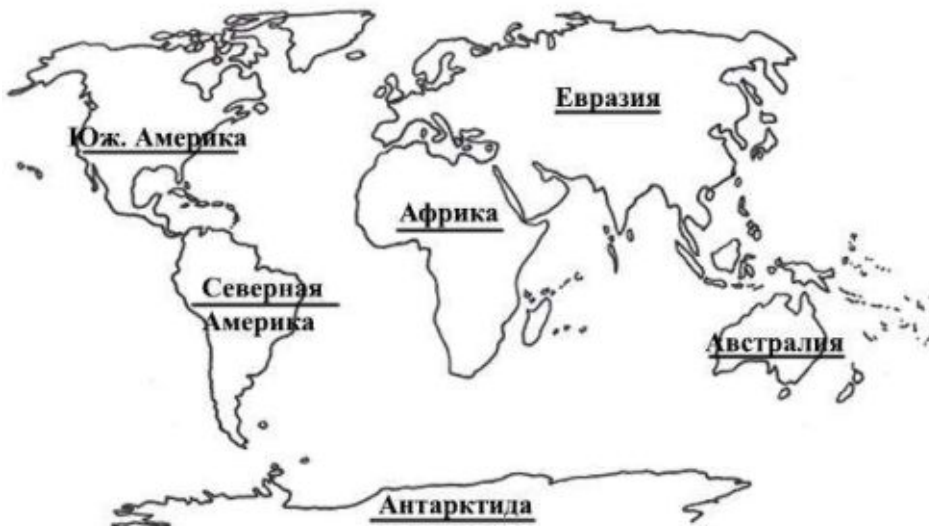 Евразия
Юж. Америка
Африка
Северная
Америка
Австралия
Антарктида